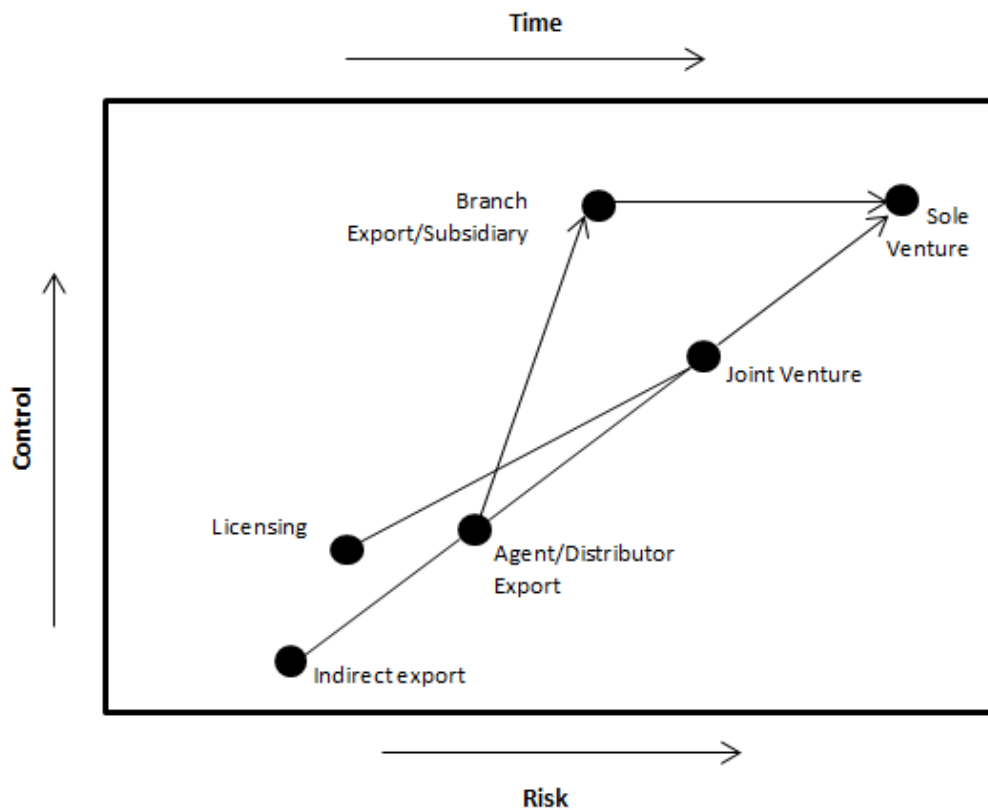 Time
Branch
Export/Subsidiary
Sole
Venture
Joint Venture
Control
Licensing
Agent/Distributor
Export
Indirect export
Risk